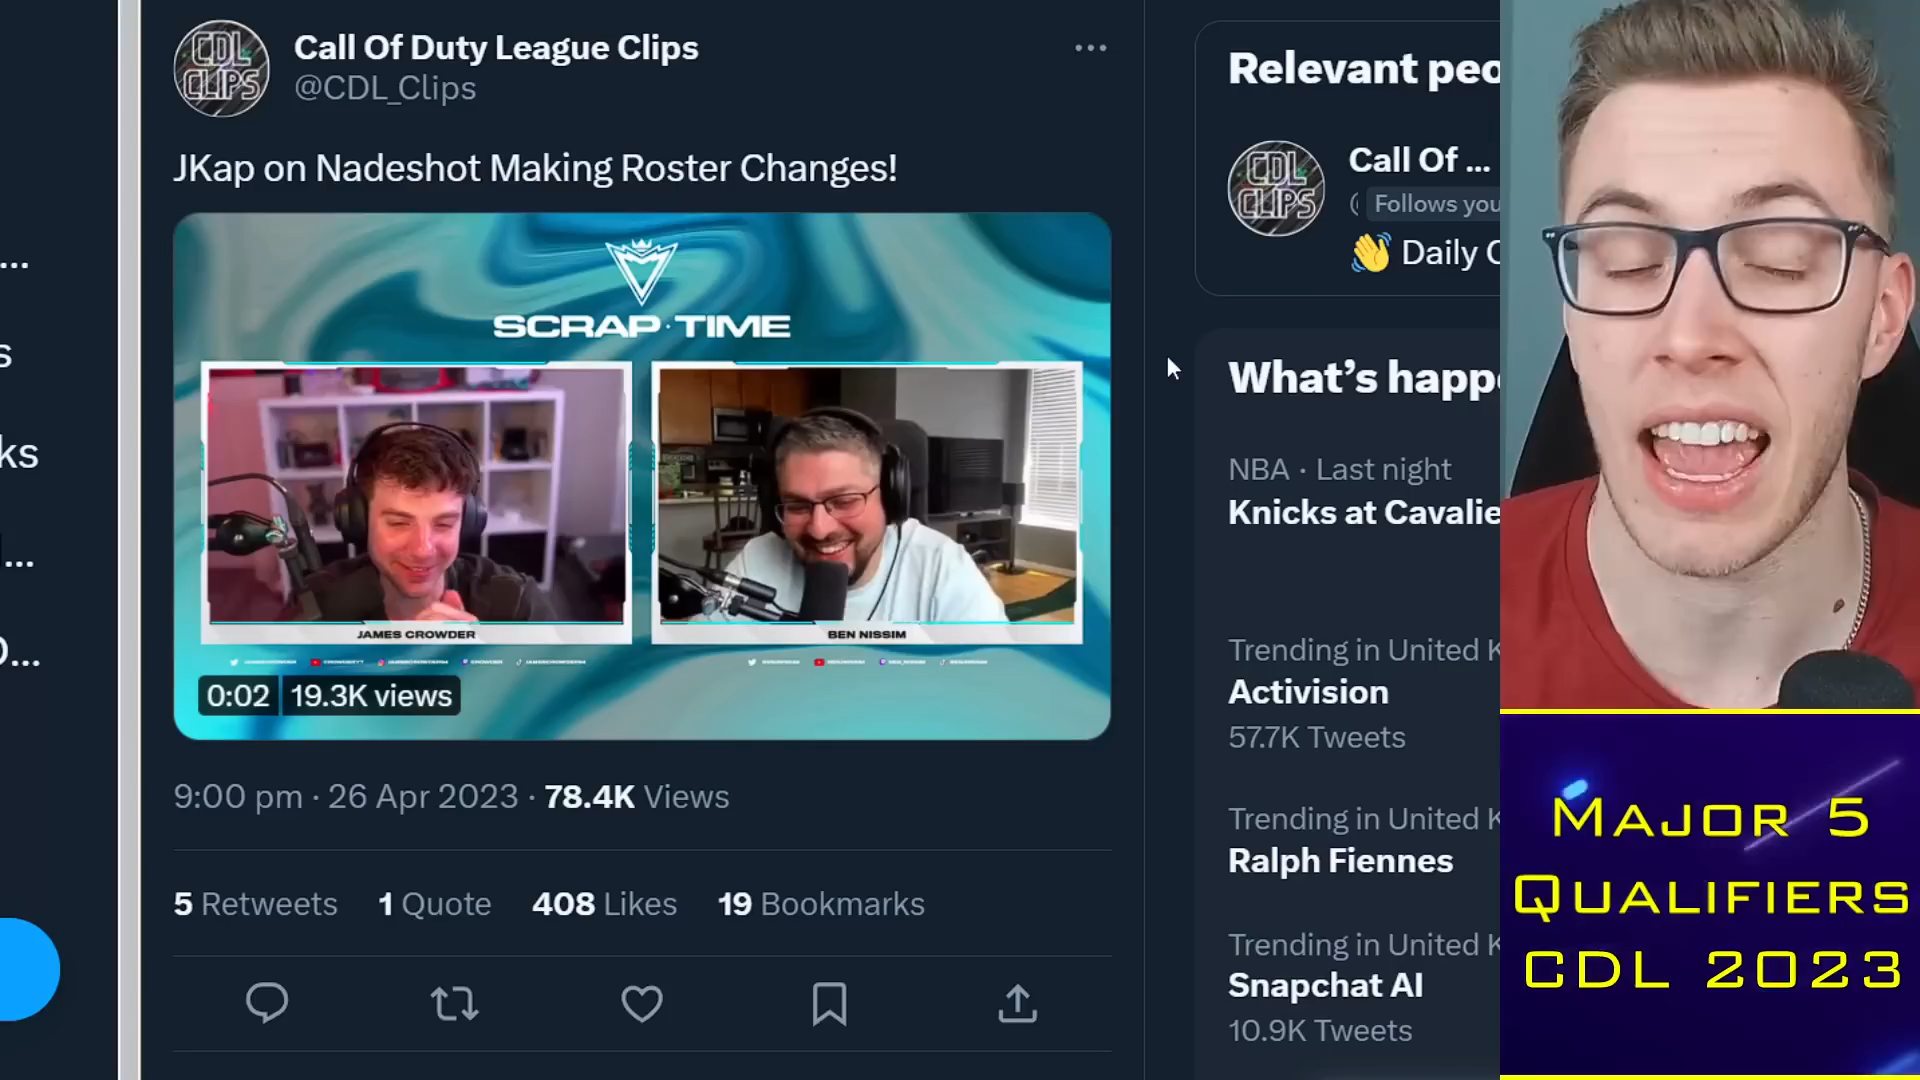 Call Of Duty League Clips
@CDL_Clips
JKap on Nadeshot Making Roster Changes!
CDL
CLIPS
SCRAP·TIME
JAMES CROWDER
BEN NISSIM
0:02
19.3K views
9:00 pm · 26 Apr 2023 · 78.4K Views
5 Retweets 1 Quote 408 Likes 19 Bookmarks
...
s
ks
...
Relevant peo
CDL
CLIPS
Call Of ...
Follows you
Daily C
What's happe
NBA · Last night
Knicks at Cavalie
Trending in United K
Activision
57.7K Tweets
Trending in United K
Ralph Fiennes
Trending in United K
Snapchat AI
10.9K Tweets
MAJOR 5
QUALIFIERS
CDL 2023